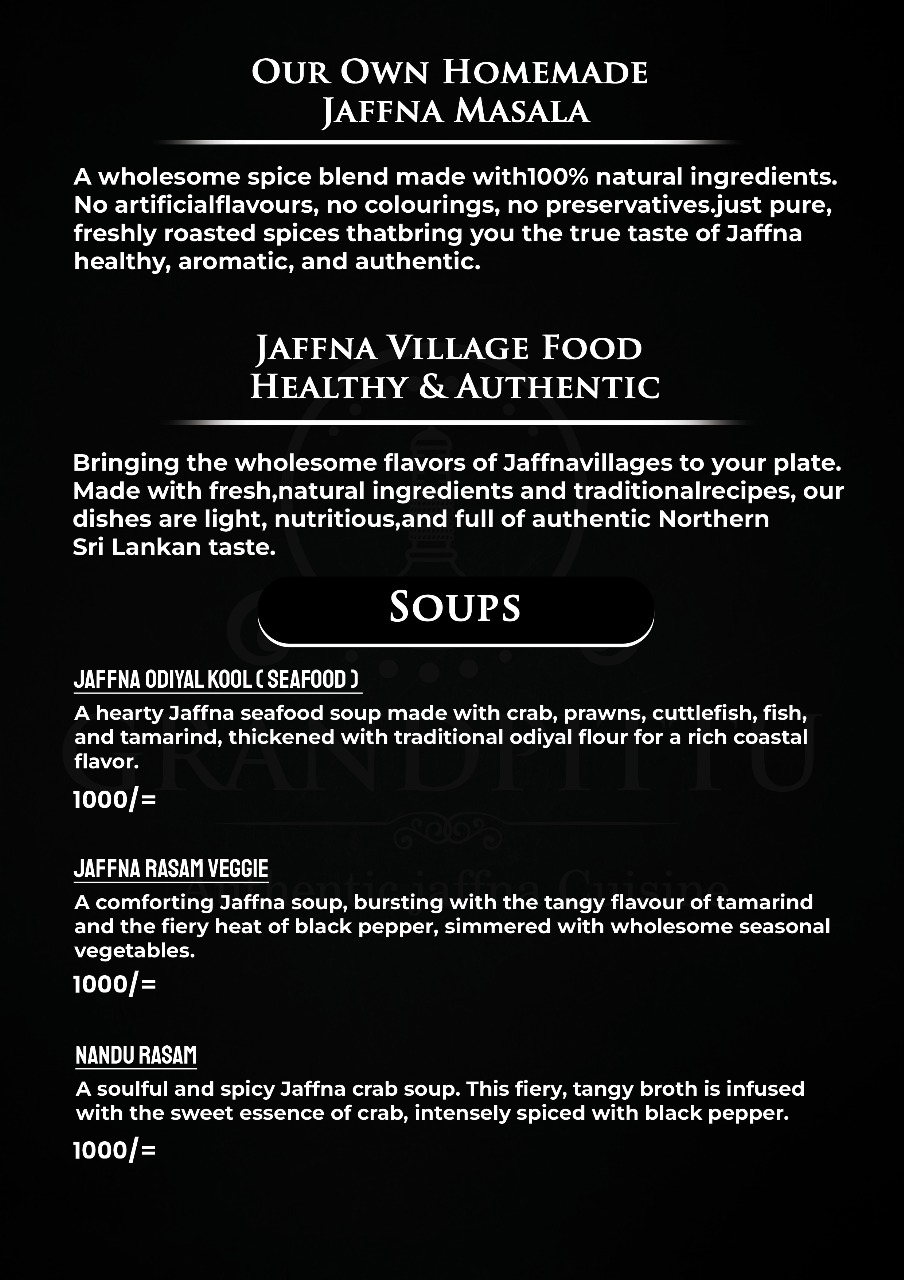 OUR OWN HOMEMADE
JAFFNA MASALA
A wholesome spice blend made with100% natural ingredients.
No artificialflavours, no colourings, no preservatives.just pure,
freshly roasted spices thatbring you the true taste of Jaffna
healthy, aromatic, and authentic.
JAFFNA VILLAGE FOOD
HEALTHY & AUTHENTIC
Bringing the wholesome flavors of Jaffnavillages to your plate.
Made with fresh,natural ingredients and traditionalrecipes, our
dishes are light, nutritious,and full of authentic Northern
Sri Lankan taste.
SOUPS
JAFFNA ODIYAL KOOL ( SEAFOOD )
A hearty Jaffna seafood soup made with crab, prawns, cuttlefish, fish,
and tamarind, thickened with traditional odiyal flour for a rich coastal
flavor.
GRANDPITTU
1000/=
JAFFNA RASAM VEGGIE
Authentic jaffna Cuisine
A comforting Jaffna soup, bursting with the tangy flavour of tamarind
and the fiery heat of black pepper, simmered with wholesome seasonal
vegetables.
1000/=
NANDU RASAM
A soulful and spicy Jaffna crab soup. This fiery, tangy broth is infused
with the sweet essence of crab, intensely spiced with black pepper.
1000/=